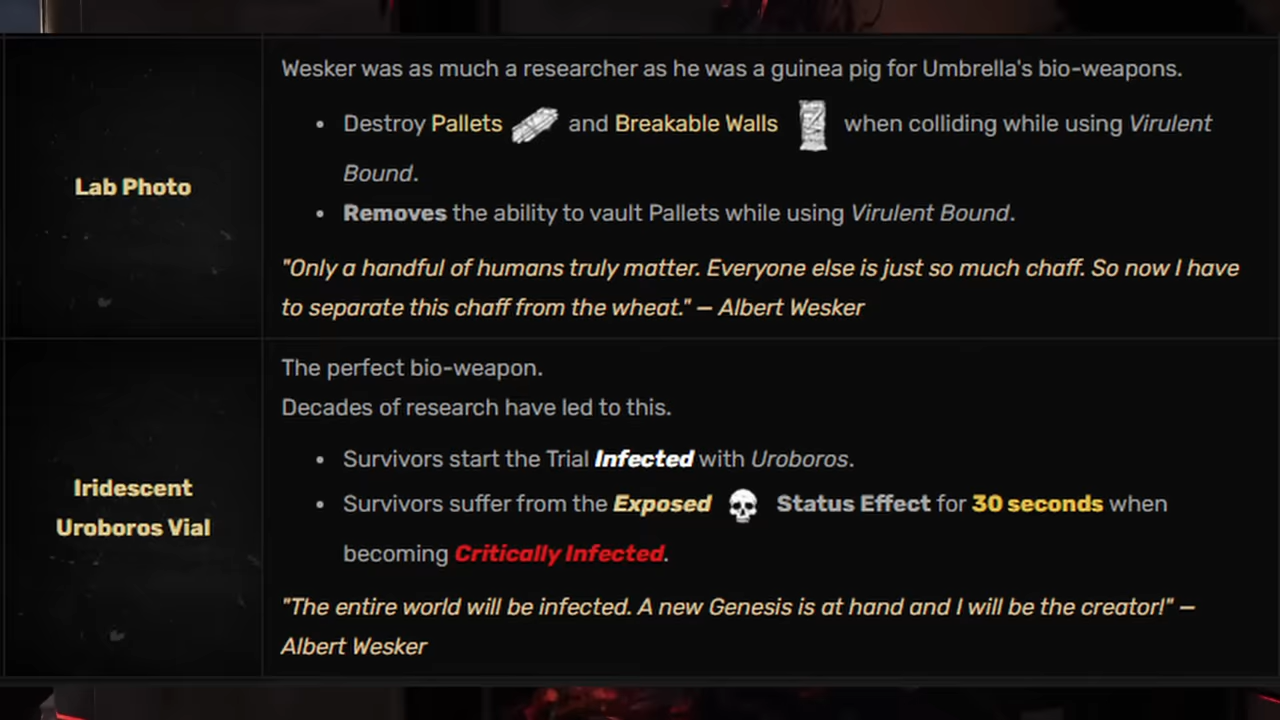 Wesker was as much a researcher as he was a guinea pig for Umbrella's bio-weapons.
• Destroy Pallets and Breakable Walls when colliding while using Virulent
Bound.
Lab Photo
• Removes the ability to vault Pallets while using Virulent Bound.
"Only a handful of humans truly matter. Everyone else is just so much chaff. So now I have
to separate this chaff from the wheat." — Albert Wesker
The perfect bio-weapon.
Decades of research have led to this.
• Survivors start the Trial Infected with Uroboros.
Iridescent
Uroboros Vial
• Survivors suffer from the Exposed Status Effect for 30 seconds when
becoming Critically Infected.
"The entire world will be infected. A new Genesis is at hand and I will be the creator!" —
Albert Wesker